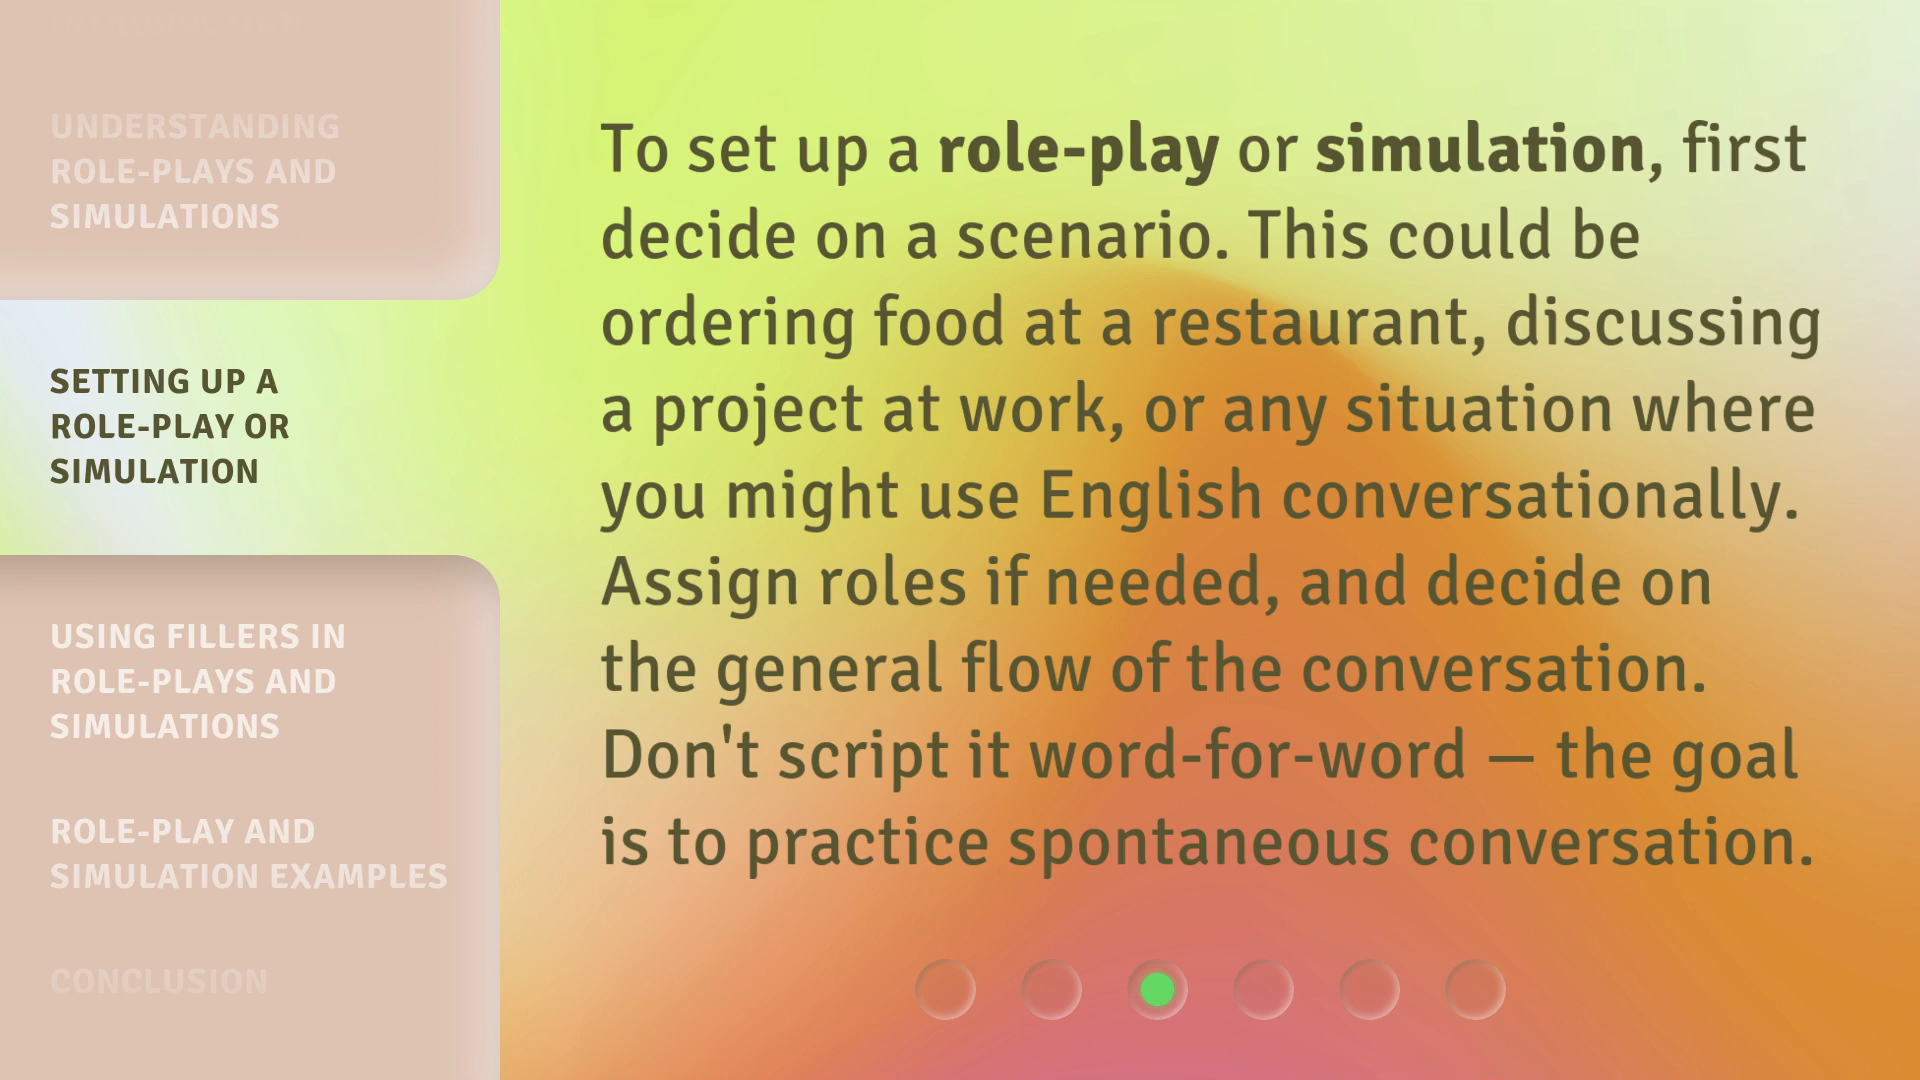 UNDERSTANDING
ROLE-PLAYS AND
SIMULATIONS
SETTING UP A
ROLE-PLAY OR
SIMULATION
USING FILLERS IN
ROLE-PLAYS AND
SIMULATIONS
ROLE-PLAY AND
SIMULATION EXAMPLES
CONCLUSION
To set up a role-play or simulation, first
decide on a scenario. This could be
ordering food at a restaurant, discussing
a project at work, or any situation where
you might use English conversationally.
Assign roles if needed, and decide on
the general flow of the conversation.
Don't script it word-for-word — the goal
is to practice spontaneous conversation.